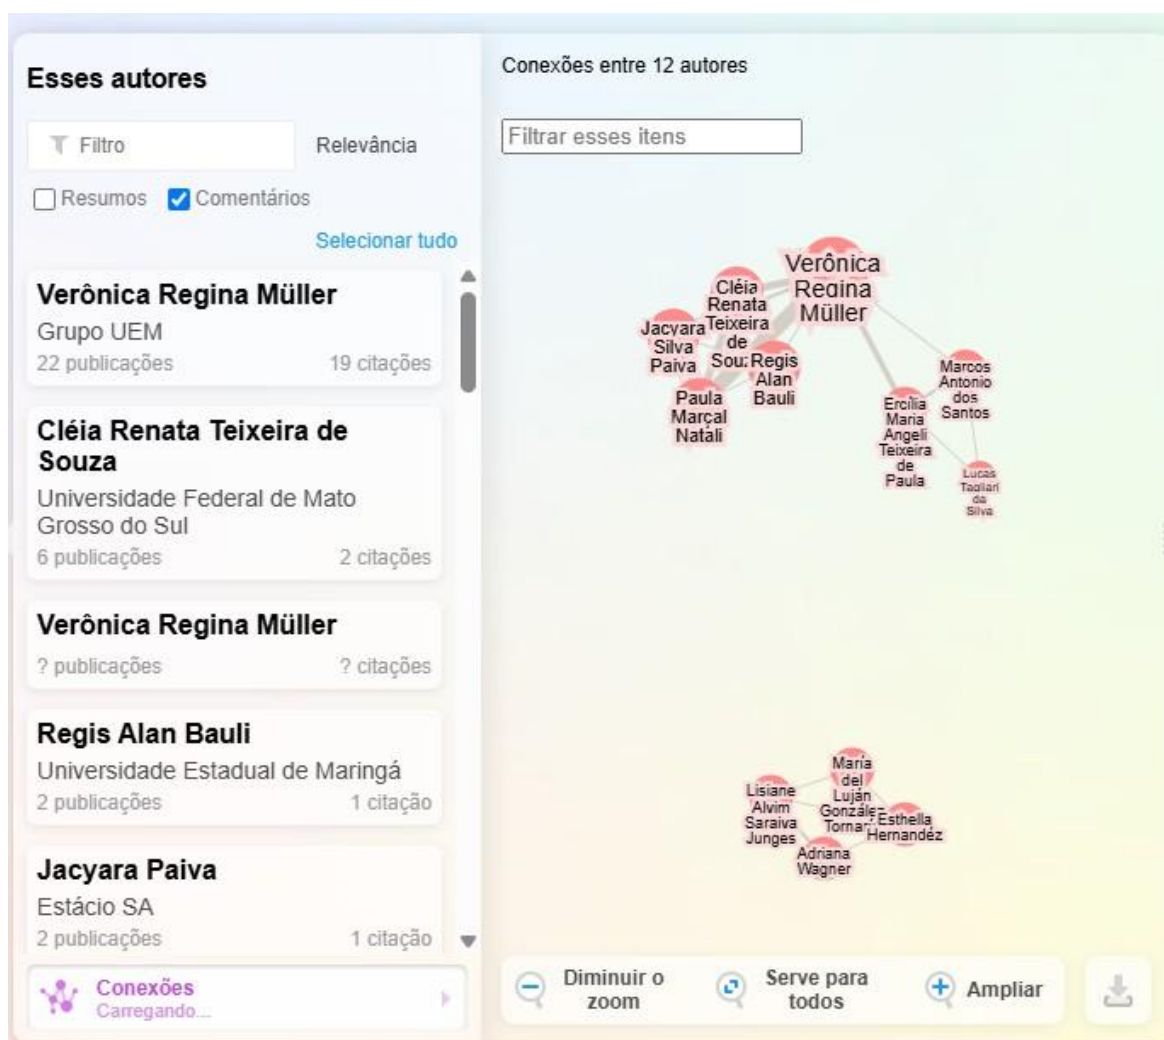 Esses autores
Filtro
Relevância
Resumos
Comentários
Selecionar tudo
Verônica Regina Müller
Grupo UEM
22 publicações
19 citações
Cléia Renata Teixeira de
Souza
Universidade Federal de Mato
Grosso do Sul
6 publicações
2 citações
Verônica Regina Müller
? publicações
? citações
Regis Alan Bauli
Universidade Estadual de Maringá
2 publicações
1 citação
Jacyara Paiva
Estácio SA
2 publicações
1 citação
Conexões
Carregando...
Conexões entre 12 autores
Filtrar esses itens
Verônica
Regina
Müller
Cléia
Renata
Teixeira
de
Jacyara
Silva
Paiva
Regis
Alan
Bauli
Paula
Marçal
Natali
Marcos
Antonio
dos
Santos
Ercília
Maria
Angeli
Teixeira
de
Paula
Lucas
Tagliari
da
Silva
María
del
Luján
Lisiane
Alvim
Saraiva
Junges
Esthella
Hernandéz
Adriana
Wagner
Diminuir o
zoom
Serve para
todos
Ampliar